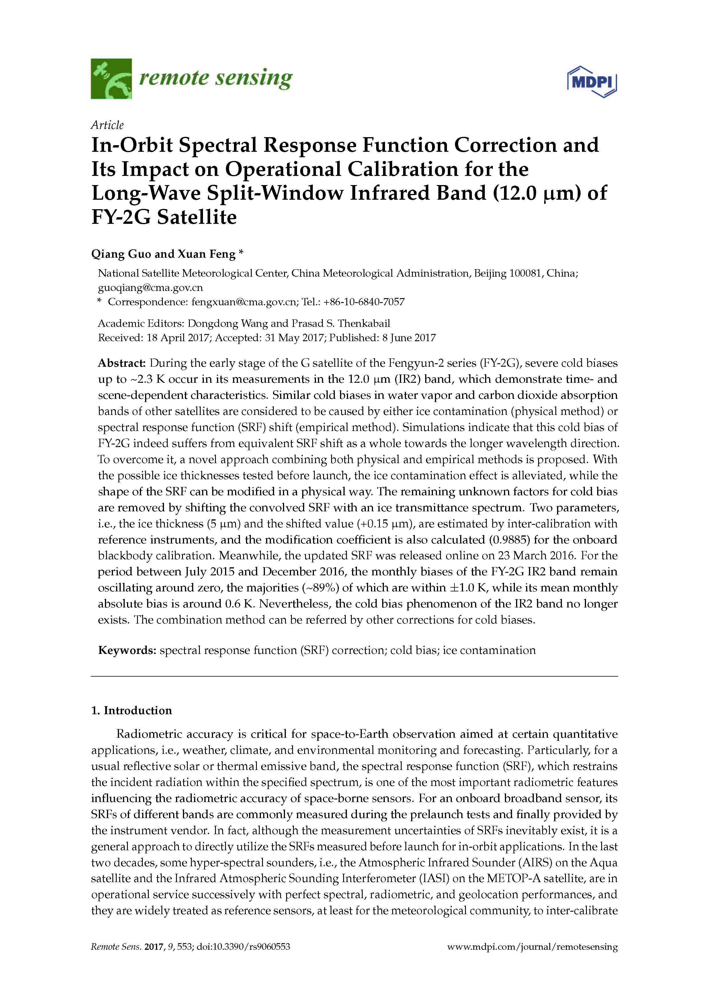 remote sensing
MDPI
Article
In-Orbit Spectral Response Function Correction and
Its Impact on Operational Calibration for the
Long-Wave Split-Window Infrared Band (12.0 µm) of
FY-2G Satellite
Qiang Guo and Xuan Feng *
National Satellite Meteorological Center, China Meteorological Administration, Beijing 100081, China;
guoqiang@cma.gov.cn
* Correspondence: fengxuan@cma.gov.cn; Tel.: +86-10-6840-7057
Academic Editors: Dongdong Wang and Prasad S. Thenkabail
Received: 18 April 2017; Accepted: 31 May 2017; Published: 8 June 2017
Abstract: During the early stage of the G satellite of the Fengyun-2 series (FY-2G), severe cold biases
up to ~2.3 K occur in its measurements in the 12.0 µm (IR2) band, which demonstrate time- and
scene-dependent characteristics. Similar cold biases in water vapor and carbon dioxide absorption
bands of other satellites are considered to be caused by either ice contamination (physical method) or
spectral response function (SRF) shift (empirical method). Simulations indicate that this cold bias of
FY-2G indeed suffers from equivalent SRF shift as a whole towards the longer wavelength direction.
To overcome it, a novel approach combining both physical and empirical methods is proposed. With
the possible ice thicknesses tested before launch, the ice contamination effect is alleviated, while the
shape of the SRF can be modified in a physical way. The remaining unknown factors for cold bias
are removed by shifting the convolved SRF with an ice transmittance spectrum. Two parameters,
i.e., the ice thickness (5 µm) and the shifted value (+0.15 µm), are estimated by inter-calibration with
reference instruments, and the modification coefficient is also calculated (0.9885) for the onboard
blackbody calibration. Meanwhile, the updated SRF was released online on 23 March 2016. For the
period between July 2015 and December 2016, the monthly biases of the FY-2G IR2 band remain
oscillating around zero, the majorities (~89%) of which are within ±1.0 K, while its mean monthly
absolute bias is around 0.6 K. Nevertheless, the cold bias phenomenon of the IR2 band no longer
exists. The combination method can be referred by other corrections for cold biases.
Keywords: spectral response function (SRF) correction; cold bias; ice contamination
1. Introduction
Radiometric accuracy is critical for space-to-Earth observation aimed at certain quantitative
applications, i.e., weather, climate, and environmental monitoring and forecasting. Particularly, for a
usual reflective solar or thermal emissive band, the spectral response function (SRF), which restrains
the incident radiation within the specified spectrum, is one of the most important radiometric features
influencing the radiometric accuracy of space-borne sensors. For an onboard broadband sensor, its
SRFs of different bands are commonly measured during the prelaunch tests and finally provided by
the instrument vendor. In fact, although the measurement uncertainties of SRFs inevitably exist, it is a
general approach to directly utilize the SRFs measured before launch for in-orbit applications. In the last
two decades, some hyper-spectral sounders, i.e., the Atmospheric Infrared Sounder (AIRS) on the Aqua
satellite and the Infrared Atmospheric Sounding Interferometer (IASI) on the METOP-A satellite, are in
operational service successively with perfect spectral, radiometric, and geolocation performances, and
they are widely treated as reference sensors, at least for the meteorological community, to inter-calibrate
Remote Sens. 2017, 9, 553; doi:10.3390/rs9060553
www.mdpi.com/journal/remotesensing